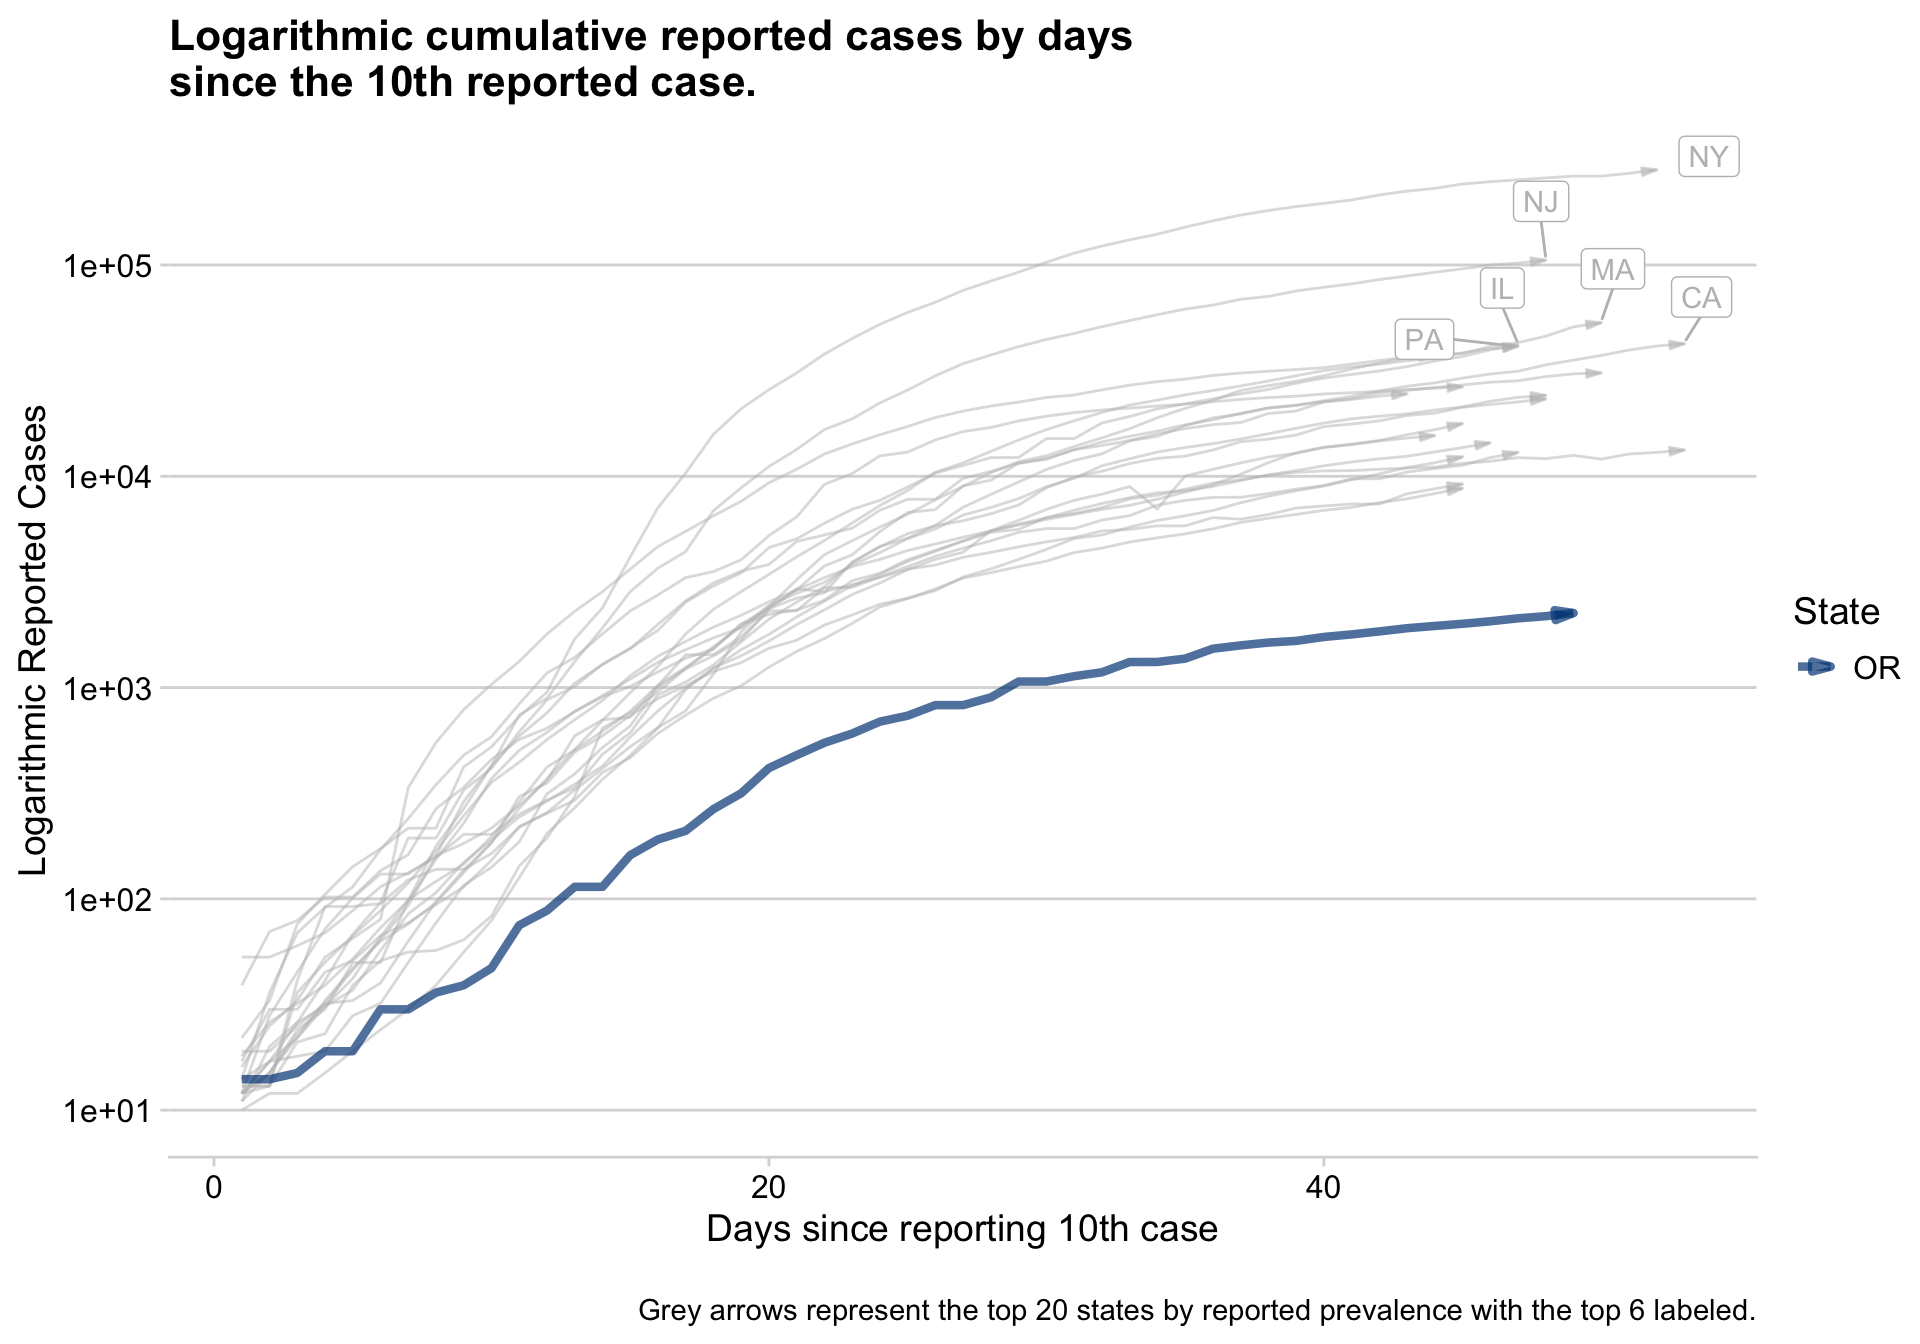 Logarithmic cumulative reported cases by days
since the 10th reported case.
NY
NJ
MA
IL
CA
PA
1e+05
1e+04
1e+03
1e+02
1e+01
Logarithmic Reported Cases
State
OR
0
20
40
Days since reporting 10th case
Grey arrows represent the top 20 states by reported prevalence with the top 6 labeled.